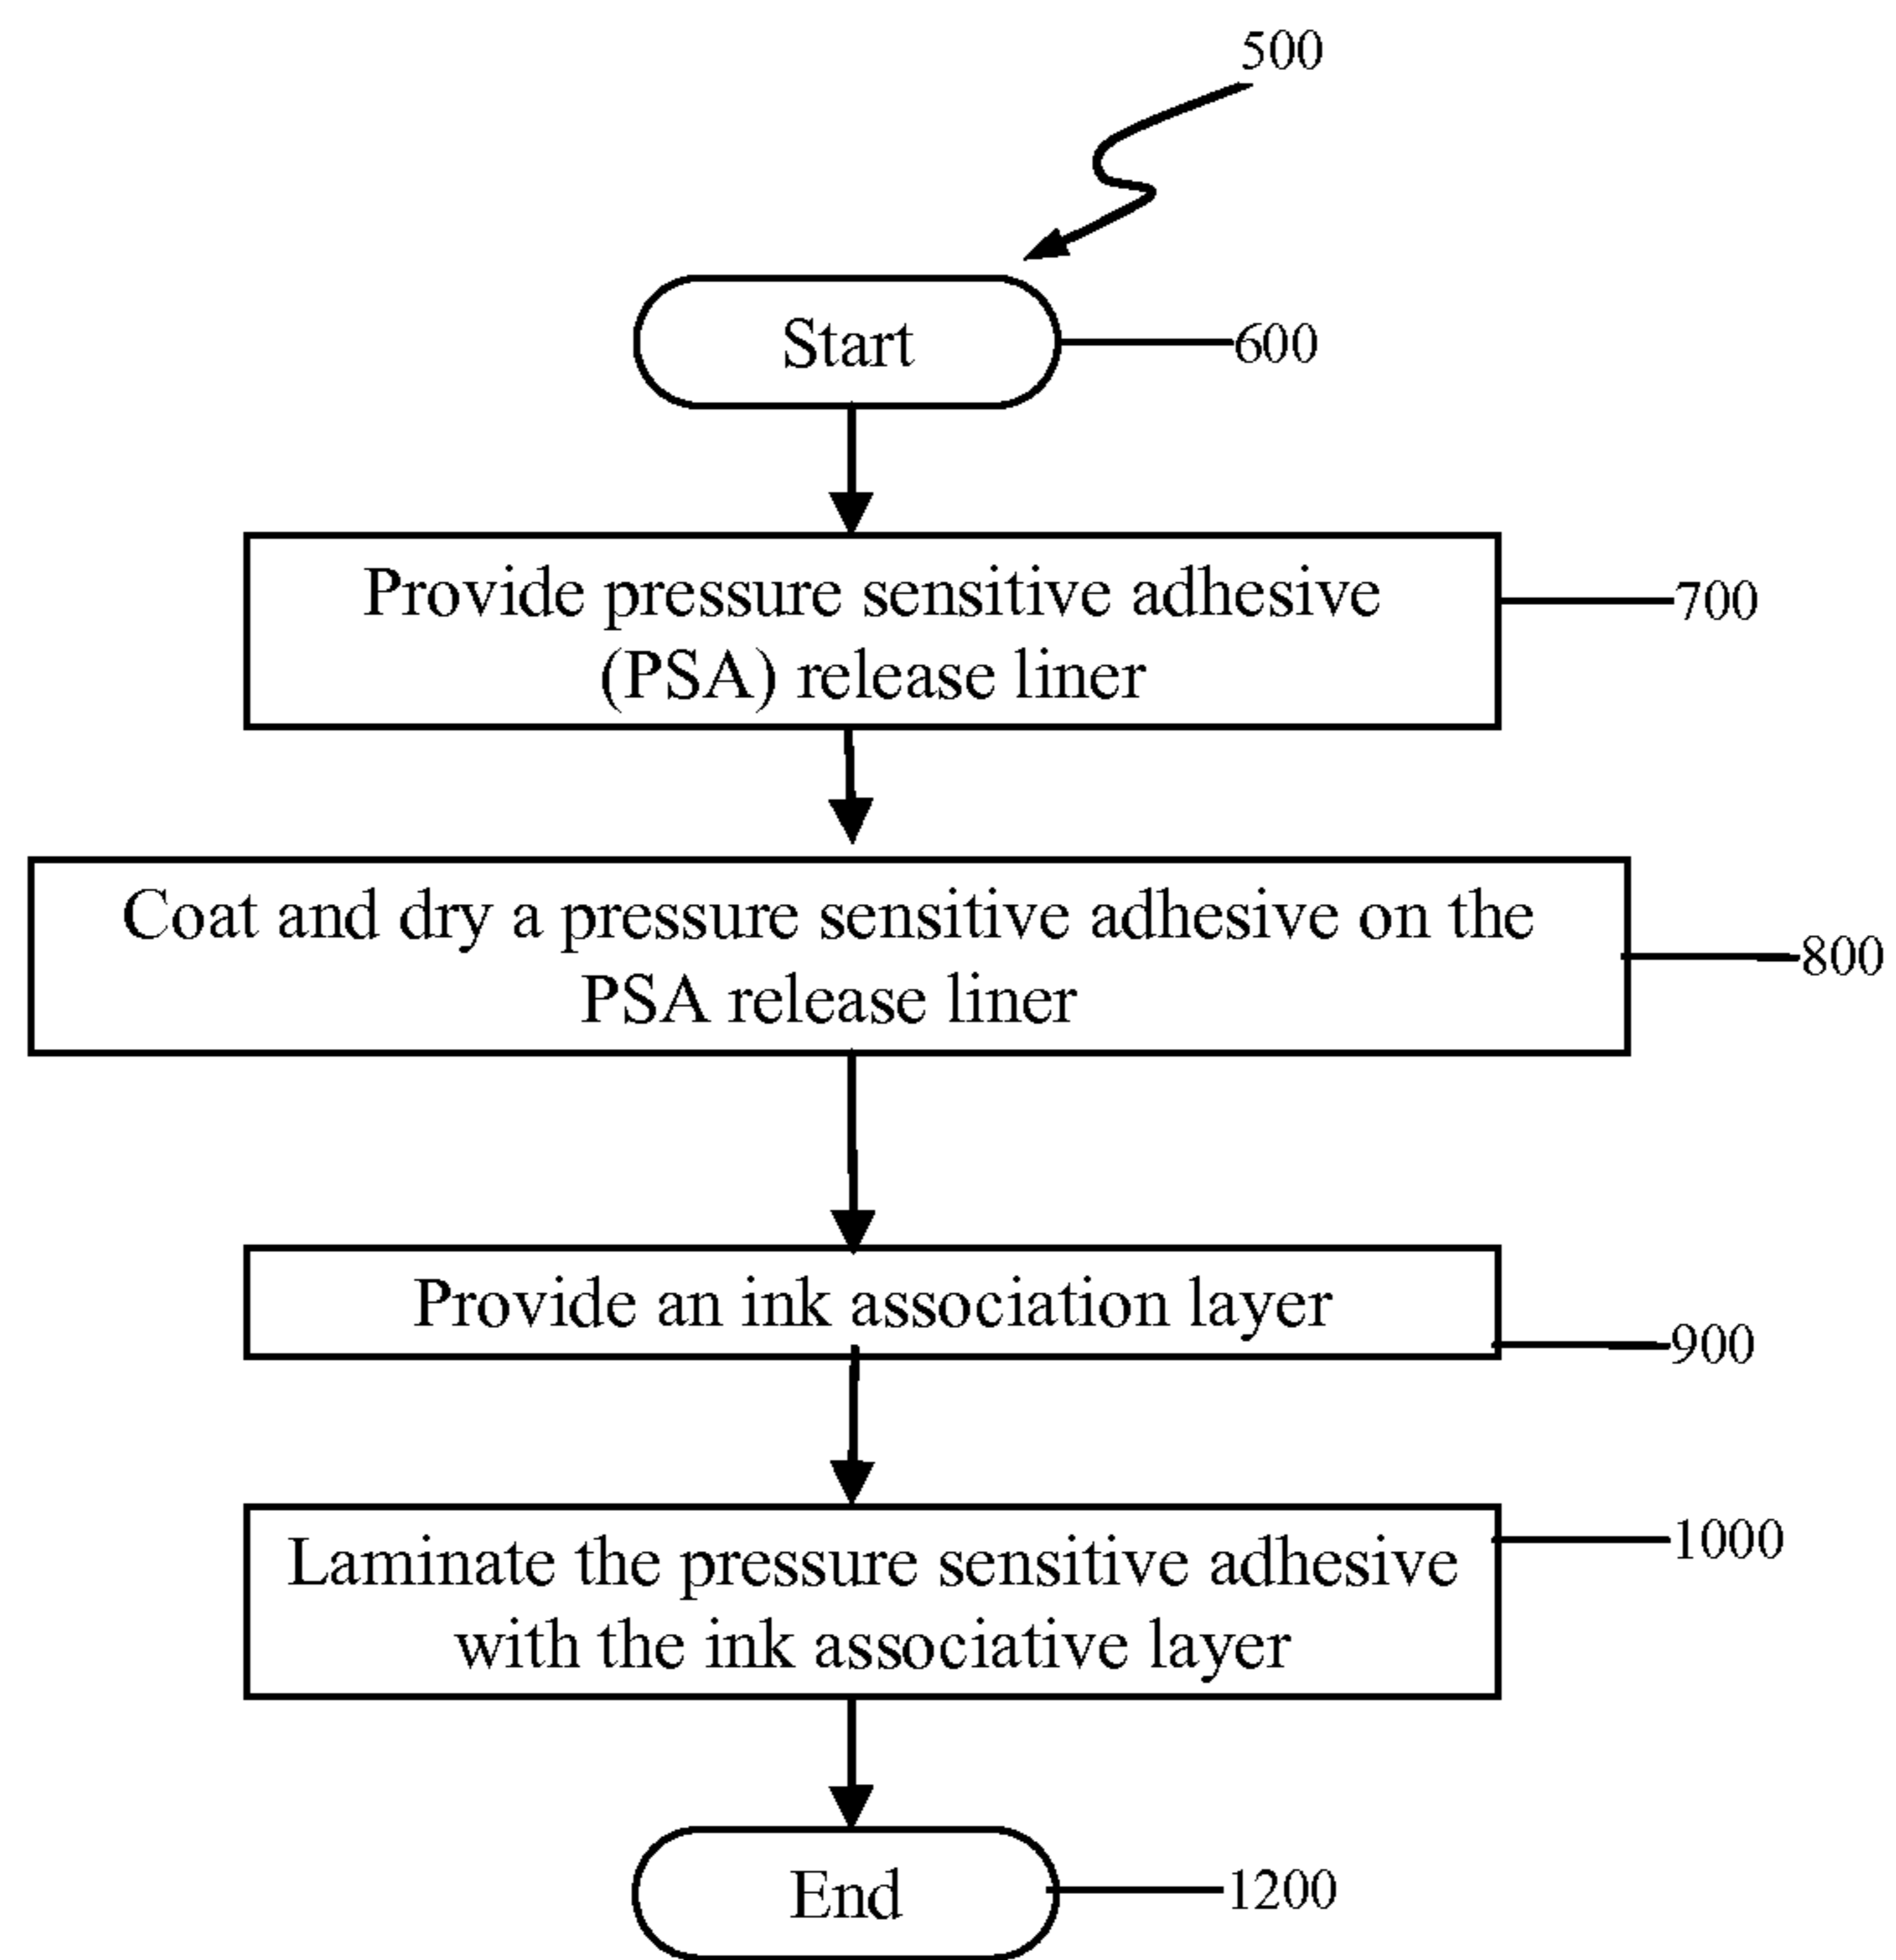 500
Start
600
Provide pressure sensitive adhesive
(PSA) release liner
700
Coat and dry a pressure sensitive adhesive on the
PSA release liner
800
Provide an ink association layer
900
Laminate the pressure sensitive adhesive
with the ink associative layer
1000
End
1200